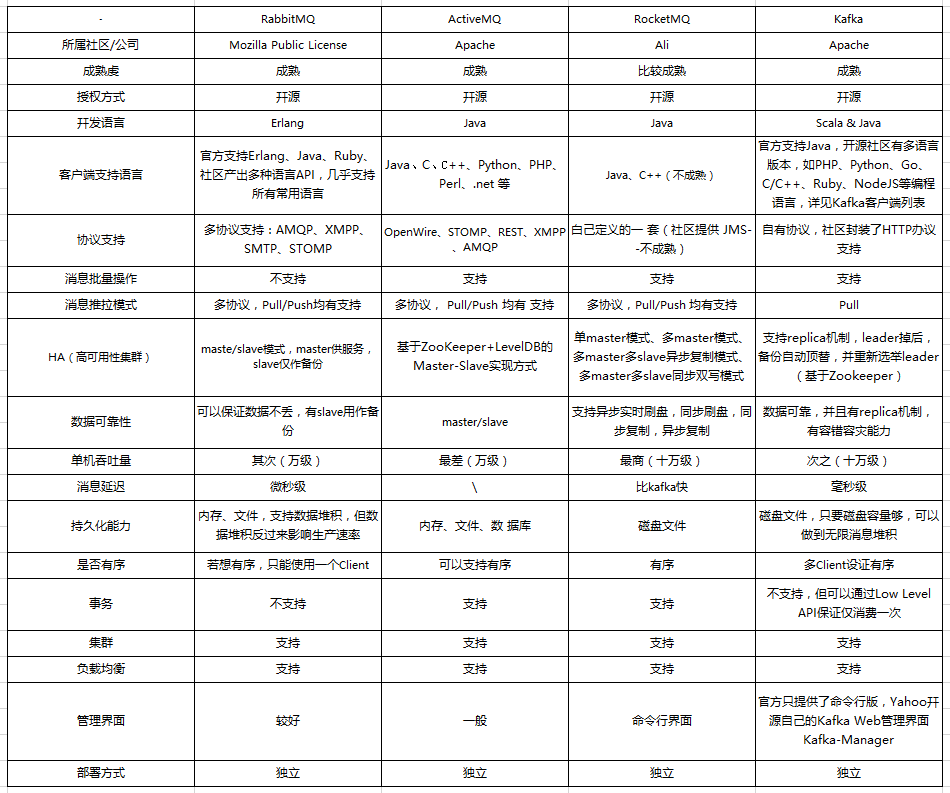 - RabbitMQ ActiveMQ RocketMQ Kafka
所属社区/公司 Mozilla Public License Apache Ali Apache
成熟虔 成熟 成熟 比较成熟 成熟
授权方式 开源 开源 开源 开源
开发语言 Erlang Java Java Scala & Java
客户端支持语言
官方支持Erlang、Java、Ruby、
社区产出多种语言API，几乎支持
所有常用语言
Java、C、C++、Python、PHP、
Perl、.net 等
Java、C++（不成熟）
官方支持Java，开源社区有多语言
版本，如PHP、Python、Go、
C/C++、Ruby、NodeJS等编程
语言，详见Kafka客户端列表
协议支持
多协议支持：AMQP、XMPP、
SMTP、STOMP
OpenWire、STOMP、REST、XMPP
、AMQP
白己定义的一 套（社区提供 JMS-
-不成熟）
自有协议，社区封装了HTTP办议
支持
消息批量操作 不支持 支持 支持 支持
消息推拉模式 多协议，Pull/Push均有支持 多协议， Pull/Push 均有 支持 多协议，Pull/Push 均有支持 Pull
HA（高可用性集群）
maste/slave模式，master供服务，
slave仅作备份
基于ZooKeeper+LevelDB的
Master-Slave实现方式
单master模式、多master模式、
多master多slave异步复制模式、
多master多slave同步双写模式
支持replica机制，leader掉后，
备份自动顶替，并重新选举leader
（基于Zookeeper）
数据可靠性
可以保证数据不丢，有slave用作备
份
master/slave
支持异步实时刷盘，同步刷盘，同
步复制，异步复制
数据可靠，并且有replica机制，
有容错容灾能力
单机吞吐量 其次（万级） 最差（万级） 最商（十万级） 次之（十万级）
消息延迟 微秒级 \ 比kafka快 毫秒级
持久化能力
内存、文件，支持数据堆积，但数
据堆积反过来影响生产速率
内存、文件、数 据库
磁盘文件
磁盘文件，只要磁盘容量够，可以
做到无限消息堆积
是否有序 若想有序，只能使用一个Client 可以支持有序 有序 多Client设证有序
事务
不支持
支持
支持
不支持，但可以通过Low Level
API保证仅消费一次
集群 支持 支持 支持 支持
负载均衡 支持 支持 支持 支持
管理界面
较好
一般
命令行界面
官方只提供了命令行版，Yahoo开
源自己的Kafka Web管理界面
Kafka-Manager
部署方式 独立 独立 独立 独立